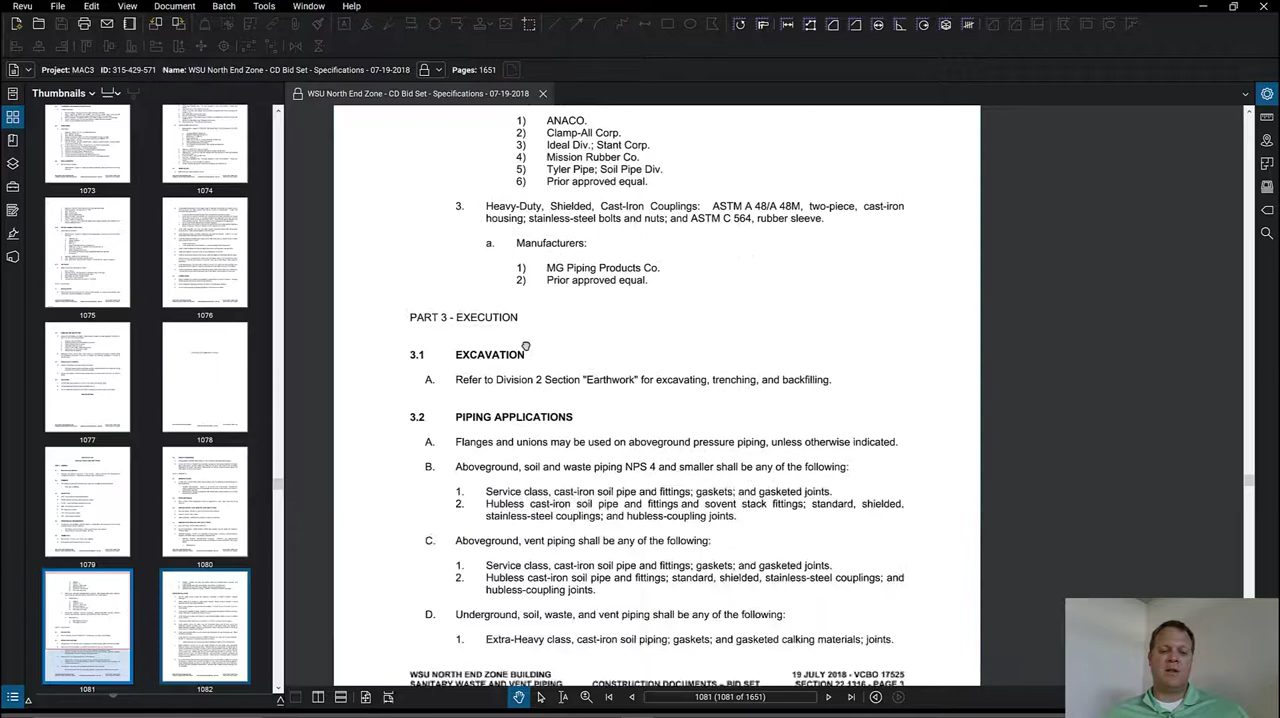 Revu File Edit View Document Batch Tools Window Help
Project: MAC3 ID: 315-429-571 Name: WSU North End Zone - CD Bid Set - Specifications - 07-19-2018 Pages: 1651
Thumbnails
WSU North End Zone - CD Bid Set - Specifications - 07-19-2018
1) ANACO.
Clamp-All Corp.
Ideal Div.; Stant Corp.
Mission Rubber Co.
Tyler Pipe; Soil Pipe Div.
6) Prior approved equal.
3. Heavy-Duty, Shielded, Cast-Iron Couplings: ASTM A 48/A 48M, two-piece, cast-iron
housing; stainless-steel bolts and nuts; and ASTM C 564, rubber sleeve.
Manufacturers:
MG Piping Products Co.
Prior approved equal.
PART 3 - EXECUTION
3.1 EXCAVATION
A. Refer to Division 2 Section "Earthwork" for excavating, trenching, and backfilling.
3.2 PIPING APPLICATIONS
A. Flanges and unions may be used on aboveground pressure piping, unless otherwise indicated.
B. Aboveground, soil and waste piping NPS 4 and smaller shall be any of the following:
1. Service class, cast-iron soil pipe and fittings; gaskets; and gasketed joints.
2. Hubless cast-iron soil pipe and fittings and sovent stack fittings; standard, shielded,
stainless-steel couplings; and hubless-coupling joints.
C. Aboveground, vent piping shall be any of the following:
1. Service class, cast-iron soil pipe and fittings; gaskets; and gasketed joints.
2. Hubless cast-iron soil pipe and fittings; standard, shielded, stainless-steel couplings; and
hubless-coupling joints.
D. Underground, soil, waste, and vent piping shall be any of the following:
1. Extra-Heavy class, cast-iron soil piping; gaskets; and gasketed calking materials; joints.
WSU NORTH END ZONE BUILDING 19 JULY 2018 - VCBO 17525
SANITARY WASTE AND VENT PIPING CONSTRUCTION DOCUMENTS – BID SET SECTION 22 1316 - PAGE 3
1073 1074
1075 1076
1077 1078
1079 1080
1081 1082
1081 (1081 of 1651)